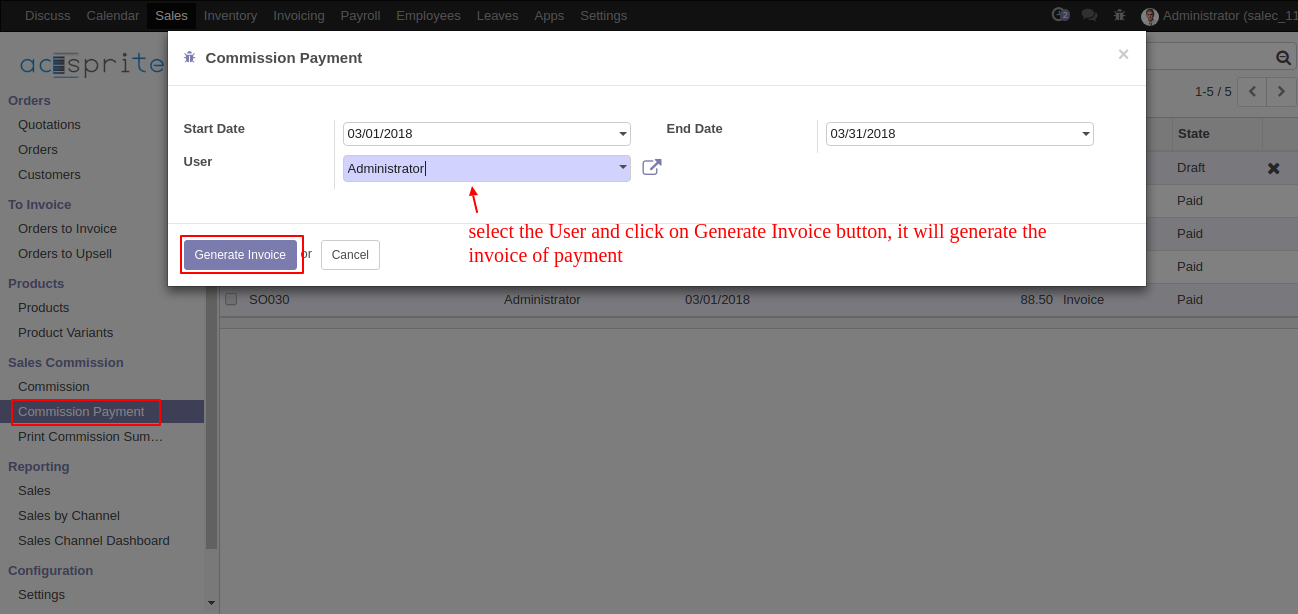 Discuss Calendar Sales Inventory Invoicing Payroll Employees Leaves Apps Settings 2 Administrator (salec_11
acespritech
Commission Payment ×
1-5 / 5
Start Date 03/01/2018 End Date 03/31/2018
User Administrator
select the User and click on Generate Invoice button, it will generate the
invoice of payment
Generate Invoice or Cancel
Orders
Quotations
Orders
Customers
To Invoice
Orders to Invoice
Orders to Upsell
Products
Products
Product Variants
Sales Commission
Commission
Commission Payment
Print Commission Sum…
Reporting
Sales
Sales by Channel
Sales Channel Dashboard
Configuration
Settings
State
Draft
Paid
Paid
Paid
SO030 Administrator 03/01/2018 88.50 Invoice Paid